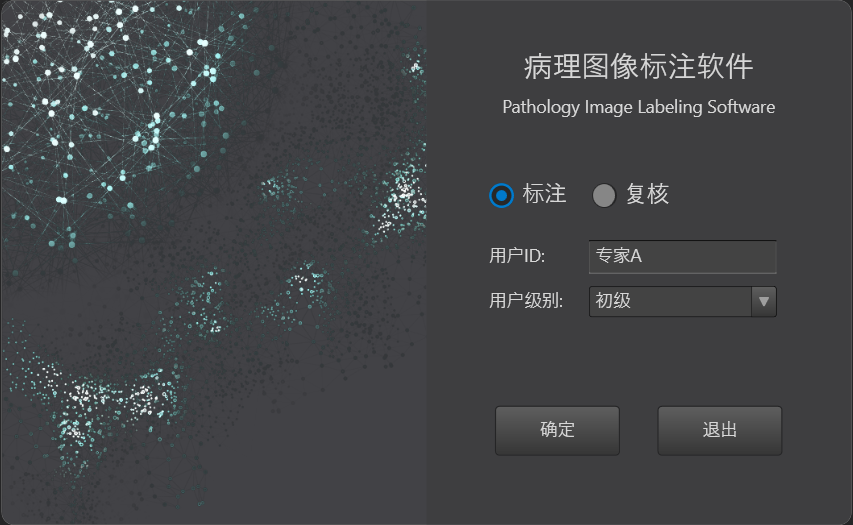 病理图像标注软件
Pathology Image Labeling Software
标注 复核
用户ID: 专家A
用户级别: 初级
确定 退出